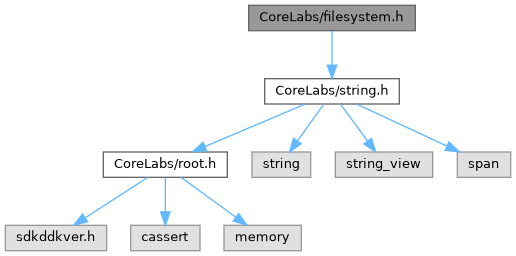 CoreLabs/filesystem.h
CoreLabs/string.h
CoreLabs/root.h
string
string_view
span
sdkddkver.h
cassert
memory